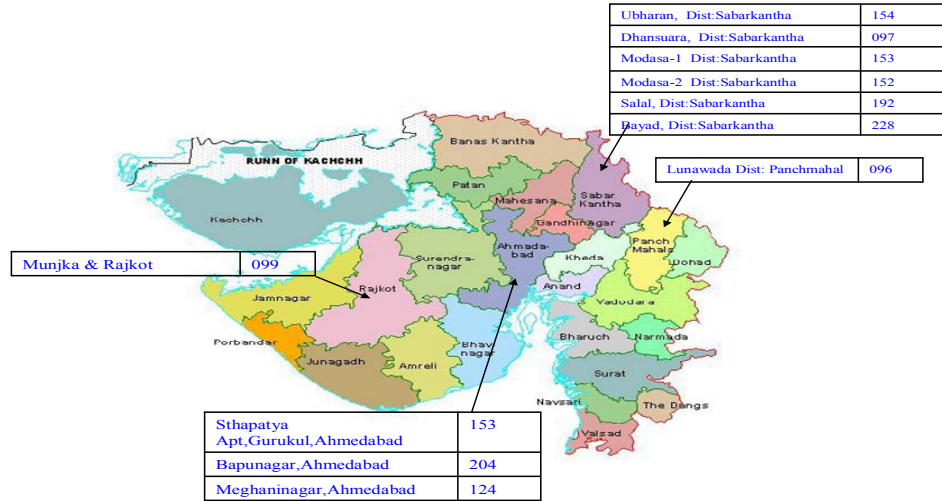 Ubharan, Dist:Sabarkantha 154
Dhansuara, Dist:Sabarkantha 097
Modasa-1 Dist:Sabarkantha 153
Modasa-2 Dist:Sabarkantha 152
Salal, Dist:Sabarkantha 192
Bayad, Dist:Sabarkantha 228
Lunawada Dist: Panchmahal 096
Banas Kantha
RUNN OF KACHCHH
Patan
Mahesana
Sabar
Kantha
Gandhinagar
Kachchh
Ahmada-
bad
Kheda
Panch
Mahals
Dohad
Munjka & Rajkot 099
Surendra-
nagar
Anand
Rajkot
Jamnagar
Vadodara
Porbandar
Junagadh
Amreli
Bhav
nagar
Bharuch
Narmada
Surat
Navsari
The Dangs
Valsad
Sthapatya 153
Apt,Gurukul,Ahmedabad
Bapunagar,Ahmedabad 204
Meghaninagar,Ahmedabad 124